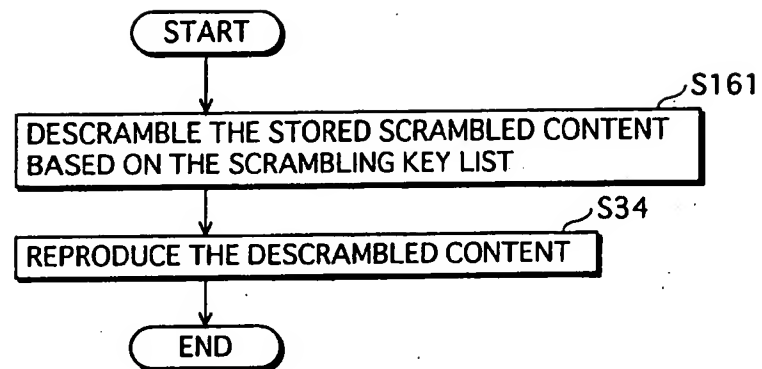 START
S161
DESCRAMBLE THE STORED SCRAMBLED CONTENT
BASED ON THE SCRAMBLING KEY LIST
S34
REPRODUCE THE DESCRAMBLED CONTENT
END